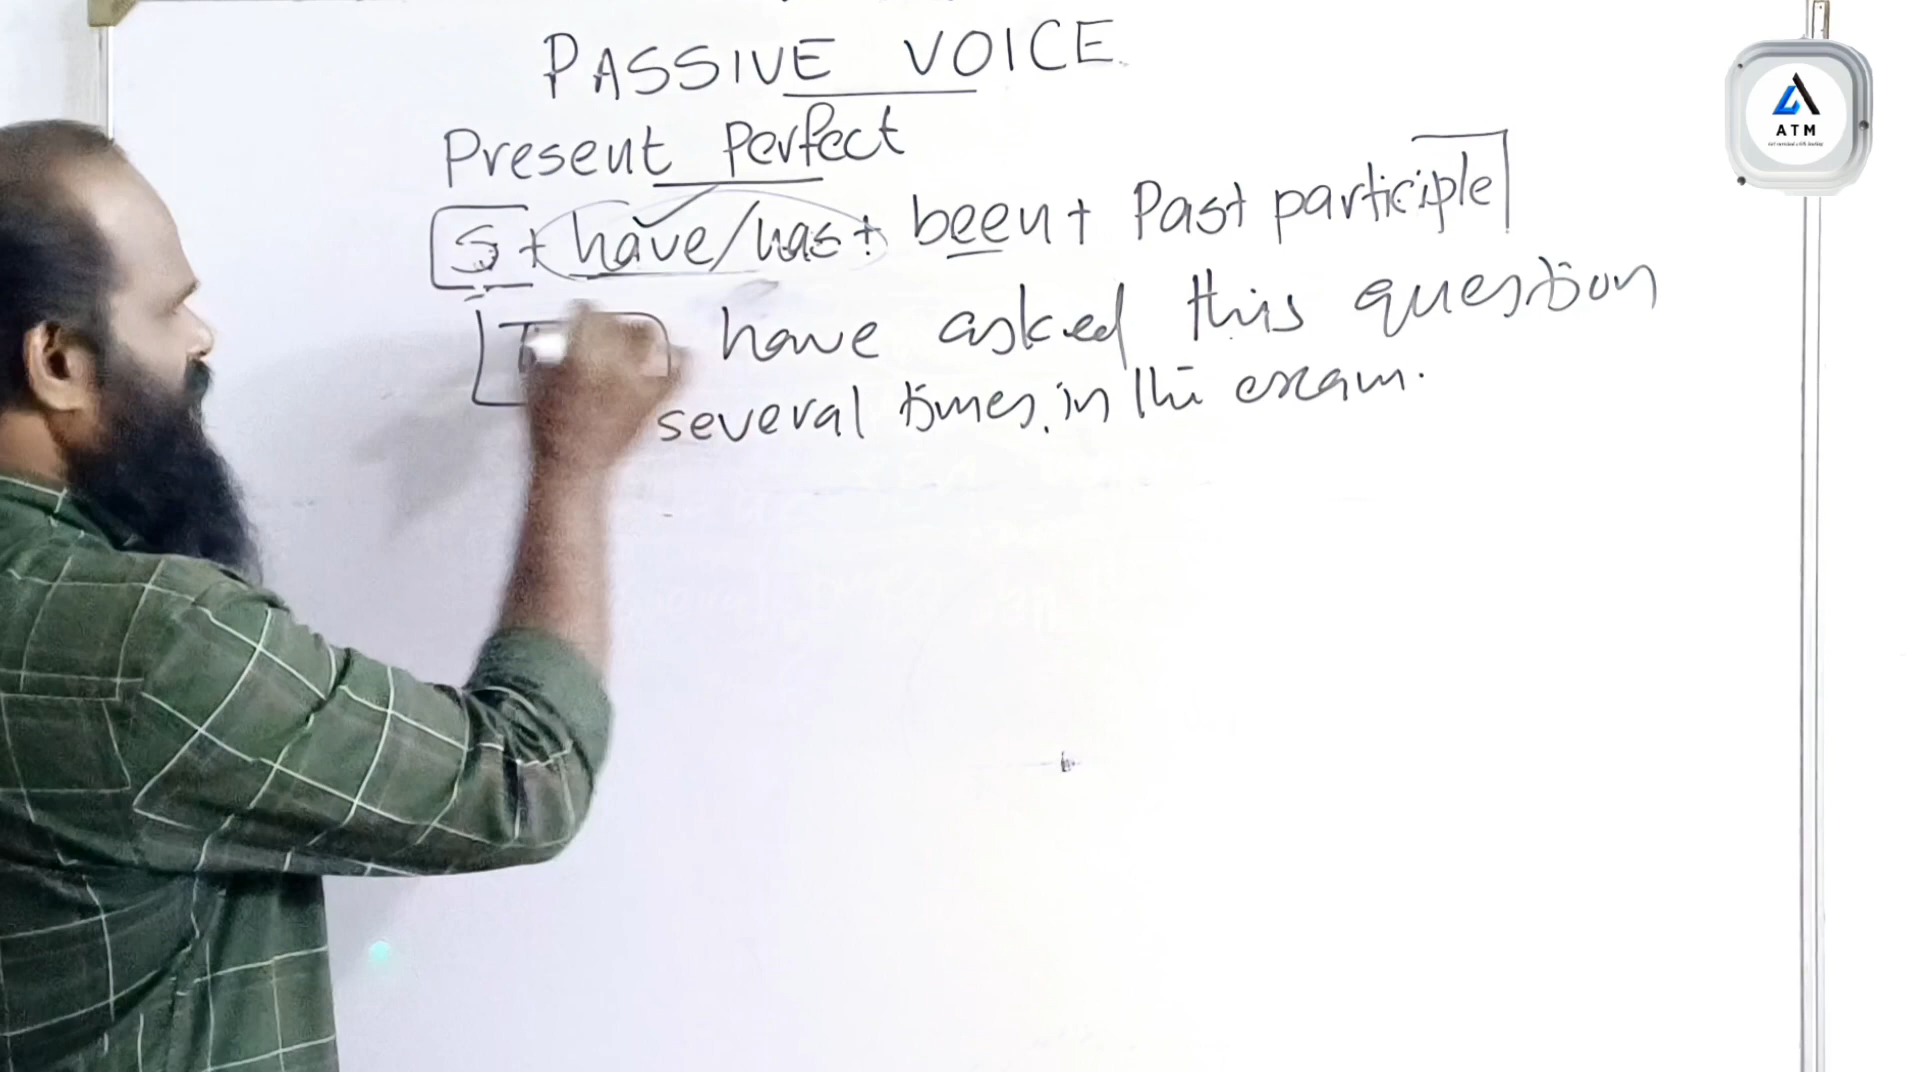 PASSIVE VOICE
Present Perfect
S + have/has + been + Past participle
have asked this question
several times in the exam.
ATM